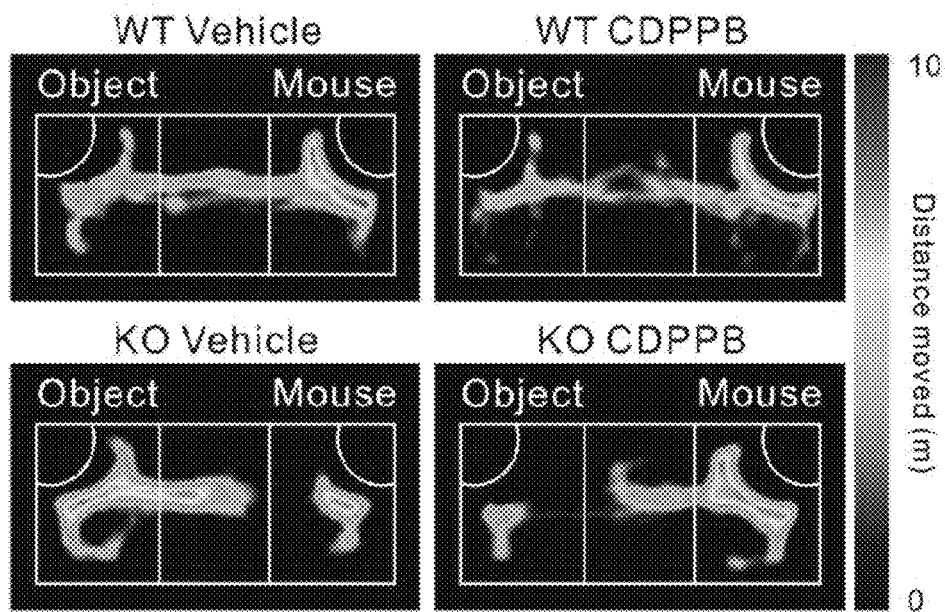 WT Vehicle
WT CDPPB
Object
Mouse
Object
Mouse
10
Distance moved (m)
KO Vehicle
KO CDPPB
Object
Mouse
Object
Mouse
0